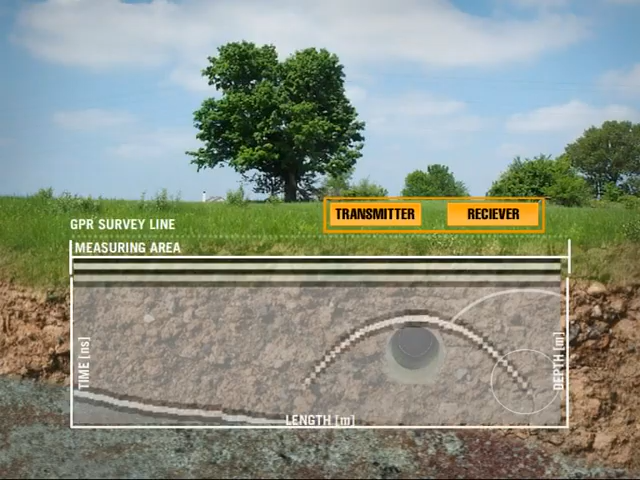 TRANSMITTER
RECIEVER
GPR SURVEY LINE
MEASURING AREA
TIME [ns]
DEPTH [m]
LENGTH [m]